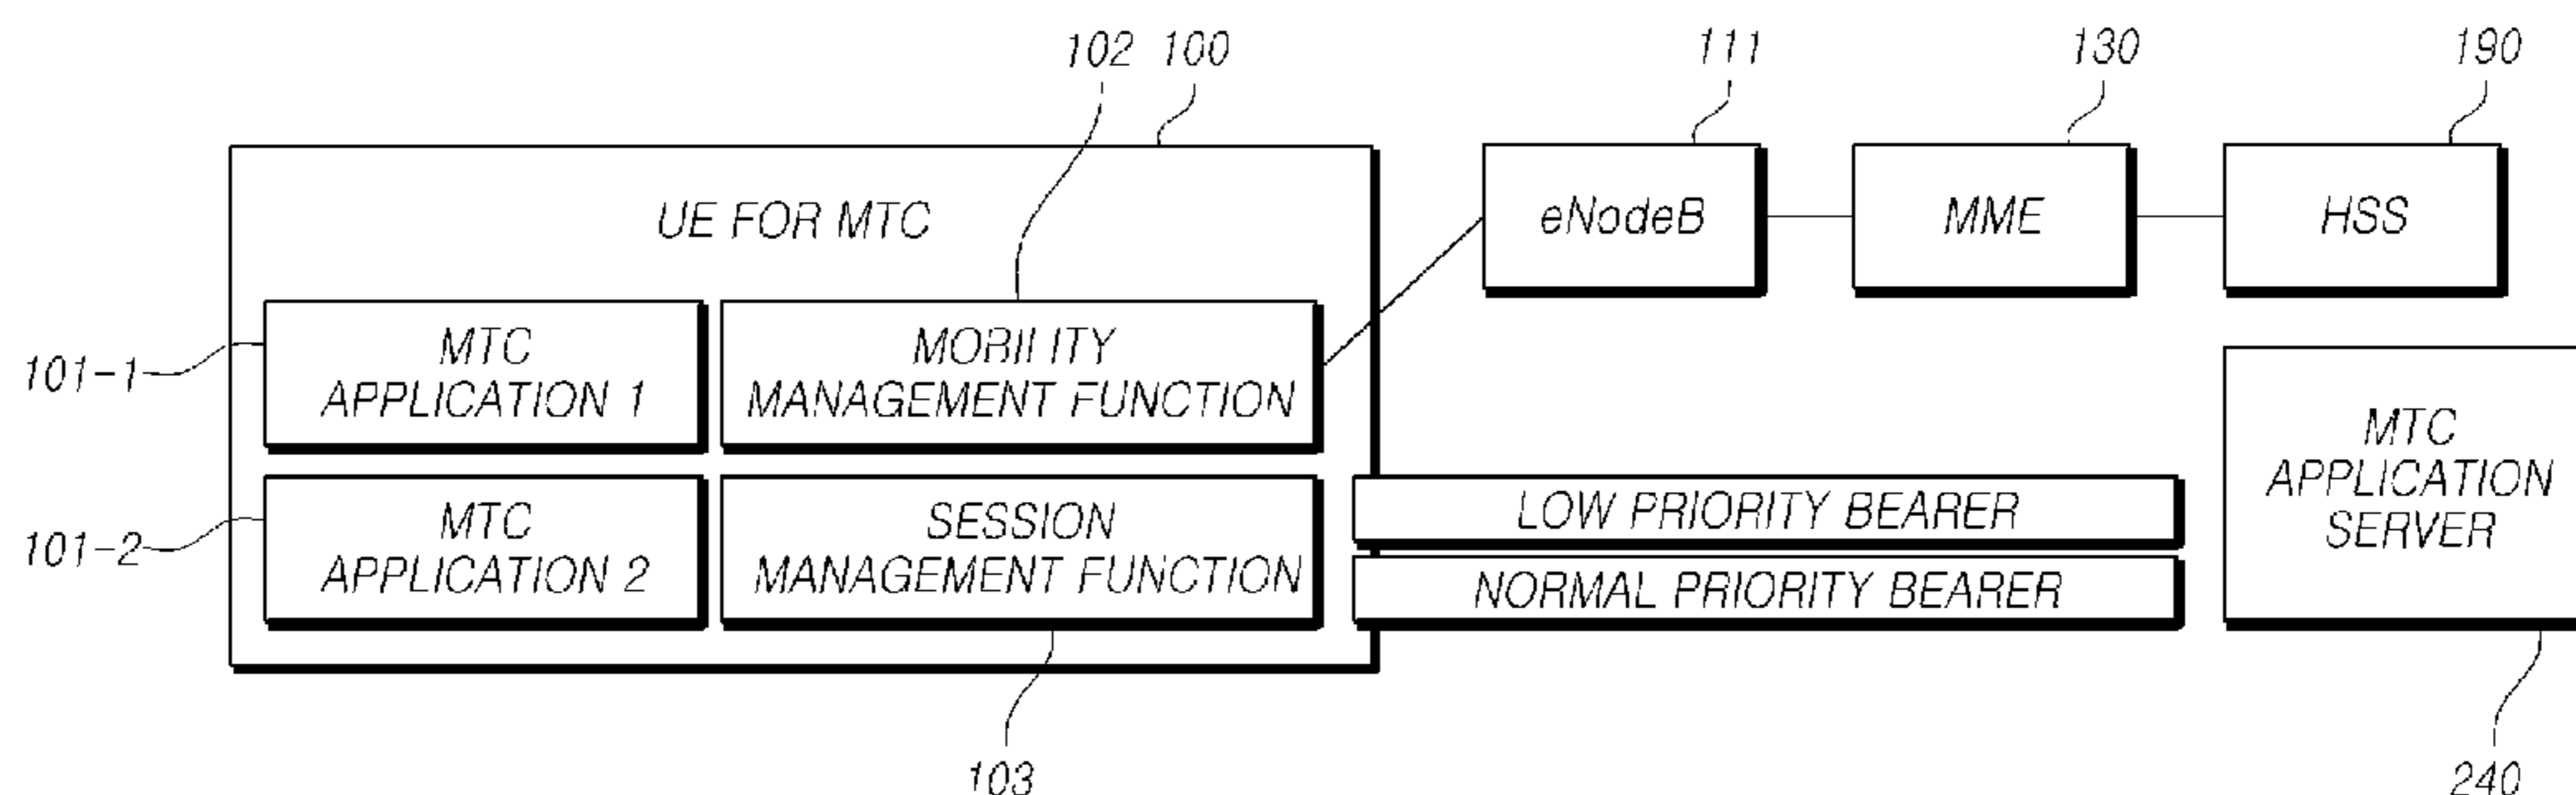 102 100 111 130 190
UE FOR MTC
eNodeB
MME
HSS
101-1
MTC
APPLICATION 1
MOBILITY
MANAGEMENT FUNCTION
101-2
MTC
APPLICATION 2
SESSION
MANAGEMENT FUNCTION
LOW PRIORITY BEARER
NORMAL PRIORITY BEARER
MTC
APPLICATION
SERVER
103
240